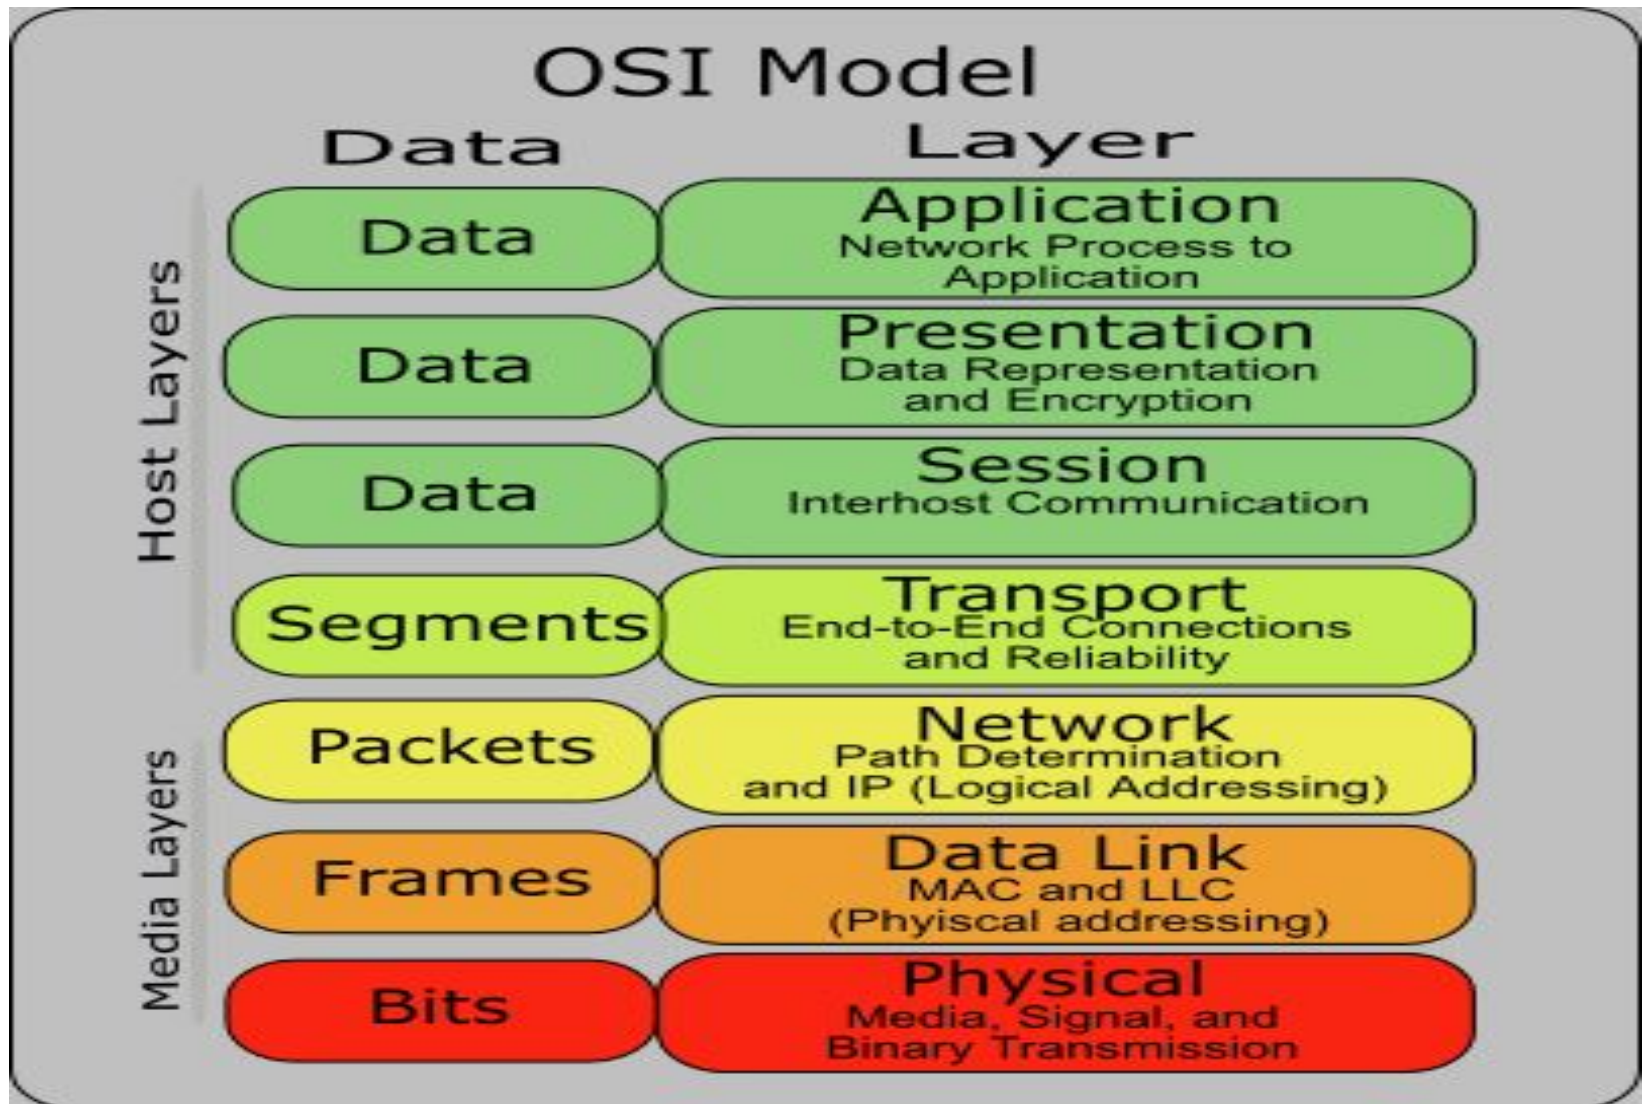 OSI Model
Data
Layer
Host Layers
Data
Application
Network Process to
Application
Data
Presentation
Data Representation
and Encryption
Data
Session
Interhost Communication
Segments
Transport
End-to-End Connections
and Reliability
Media Layers
Packets
Network
Path Determination
and IP (Logical Addressing)
Frames
Data Link
MAC and LLC
(Phyiscal addressing)
Bits
Physical
Media, Signal, and
Binary Transmission